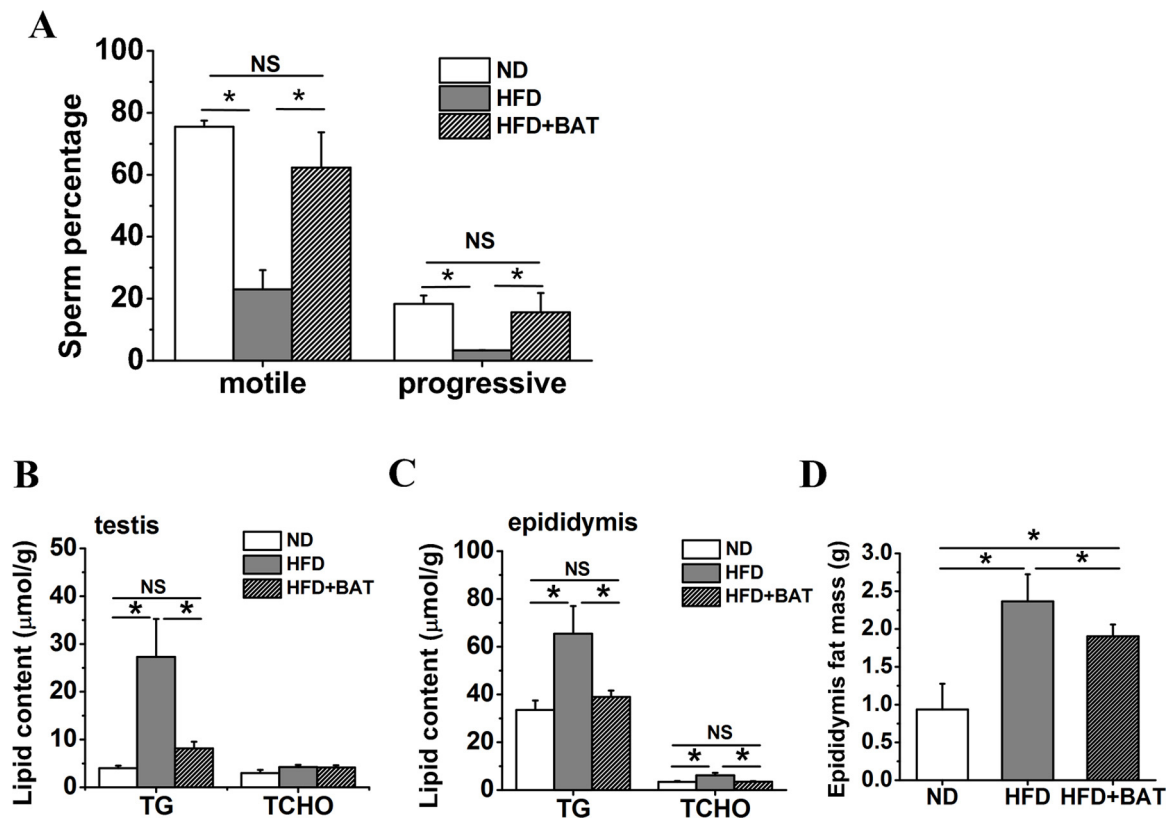 A
Sperm percentage
100
80
60
40
20
0
NS
* *
NS
* *
ND
HFD
HFD+BAT
motile progressive
B
testis
Lipid content (μmol/g)
50
40
30
20
10
0
NS
* *
ND
HFD
HFD+BAT
TG TCHO
C
epididymis
Lipid content (μmol/g)
100
80
60
40
20
0
NS
* *
NS
* *
ND
HFD
HFD+BAT
TG TCHO
D
Epididymis fat mass (g)
3.0
2.5
2.0
1.5
1.0
0.5
0.0
*
* *
ND HFD HFD+BAT